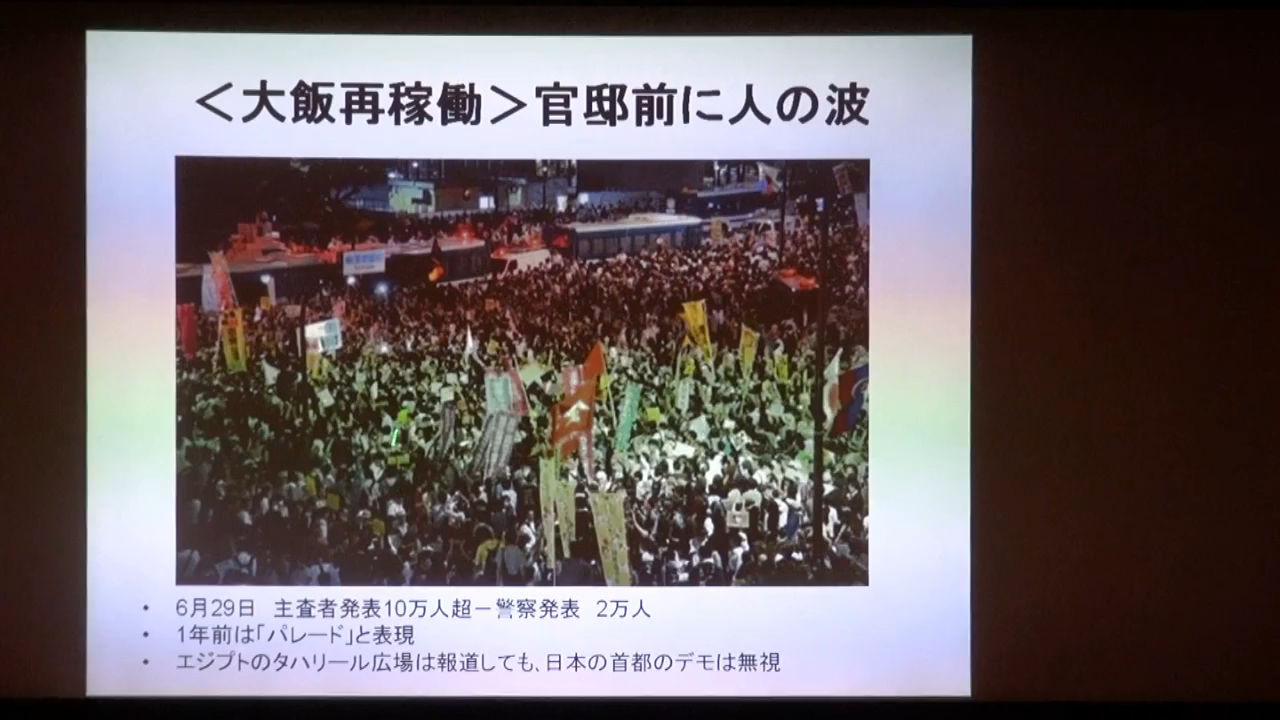 ＜大飯再稼働＞官邸前に人の波
• 6月29日　主査者発表10万人超－警察発表　2万人
• 1年前は「パレード」と表現
• エジプトのタハリール広場は報道しても、日本の首都のデモは無視